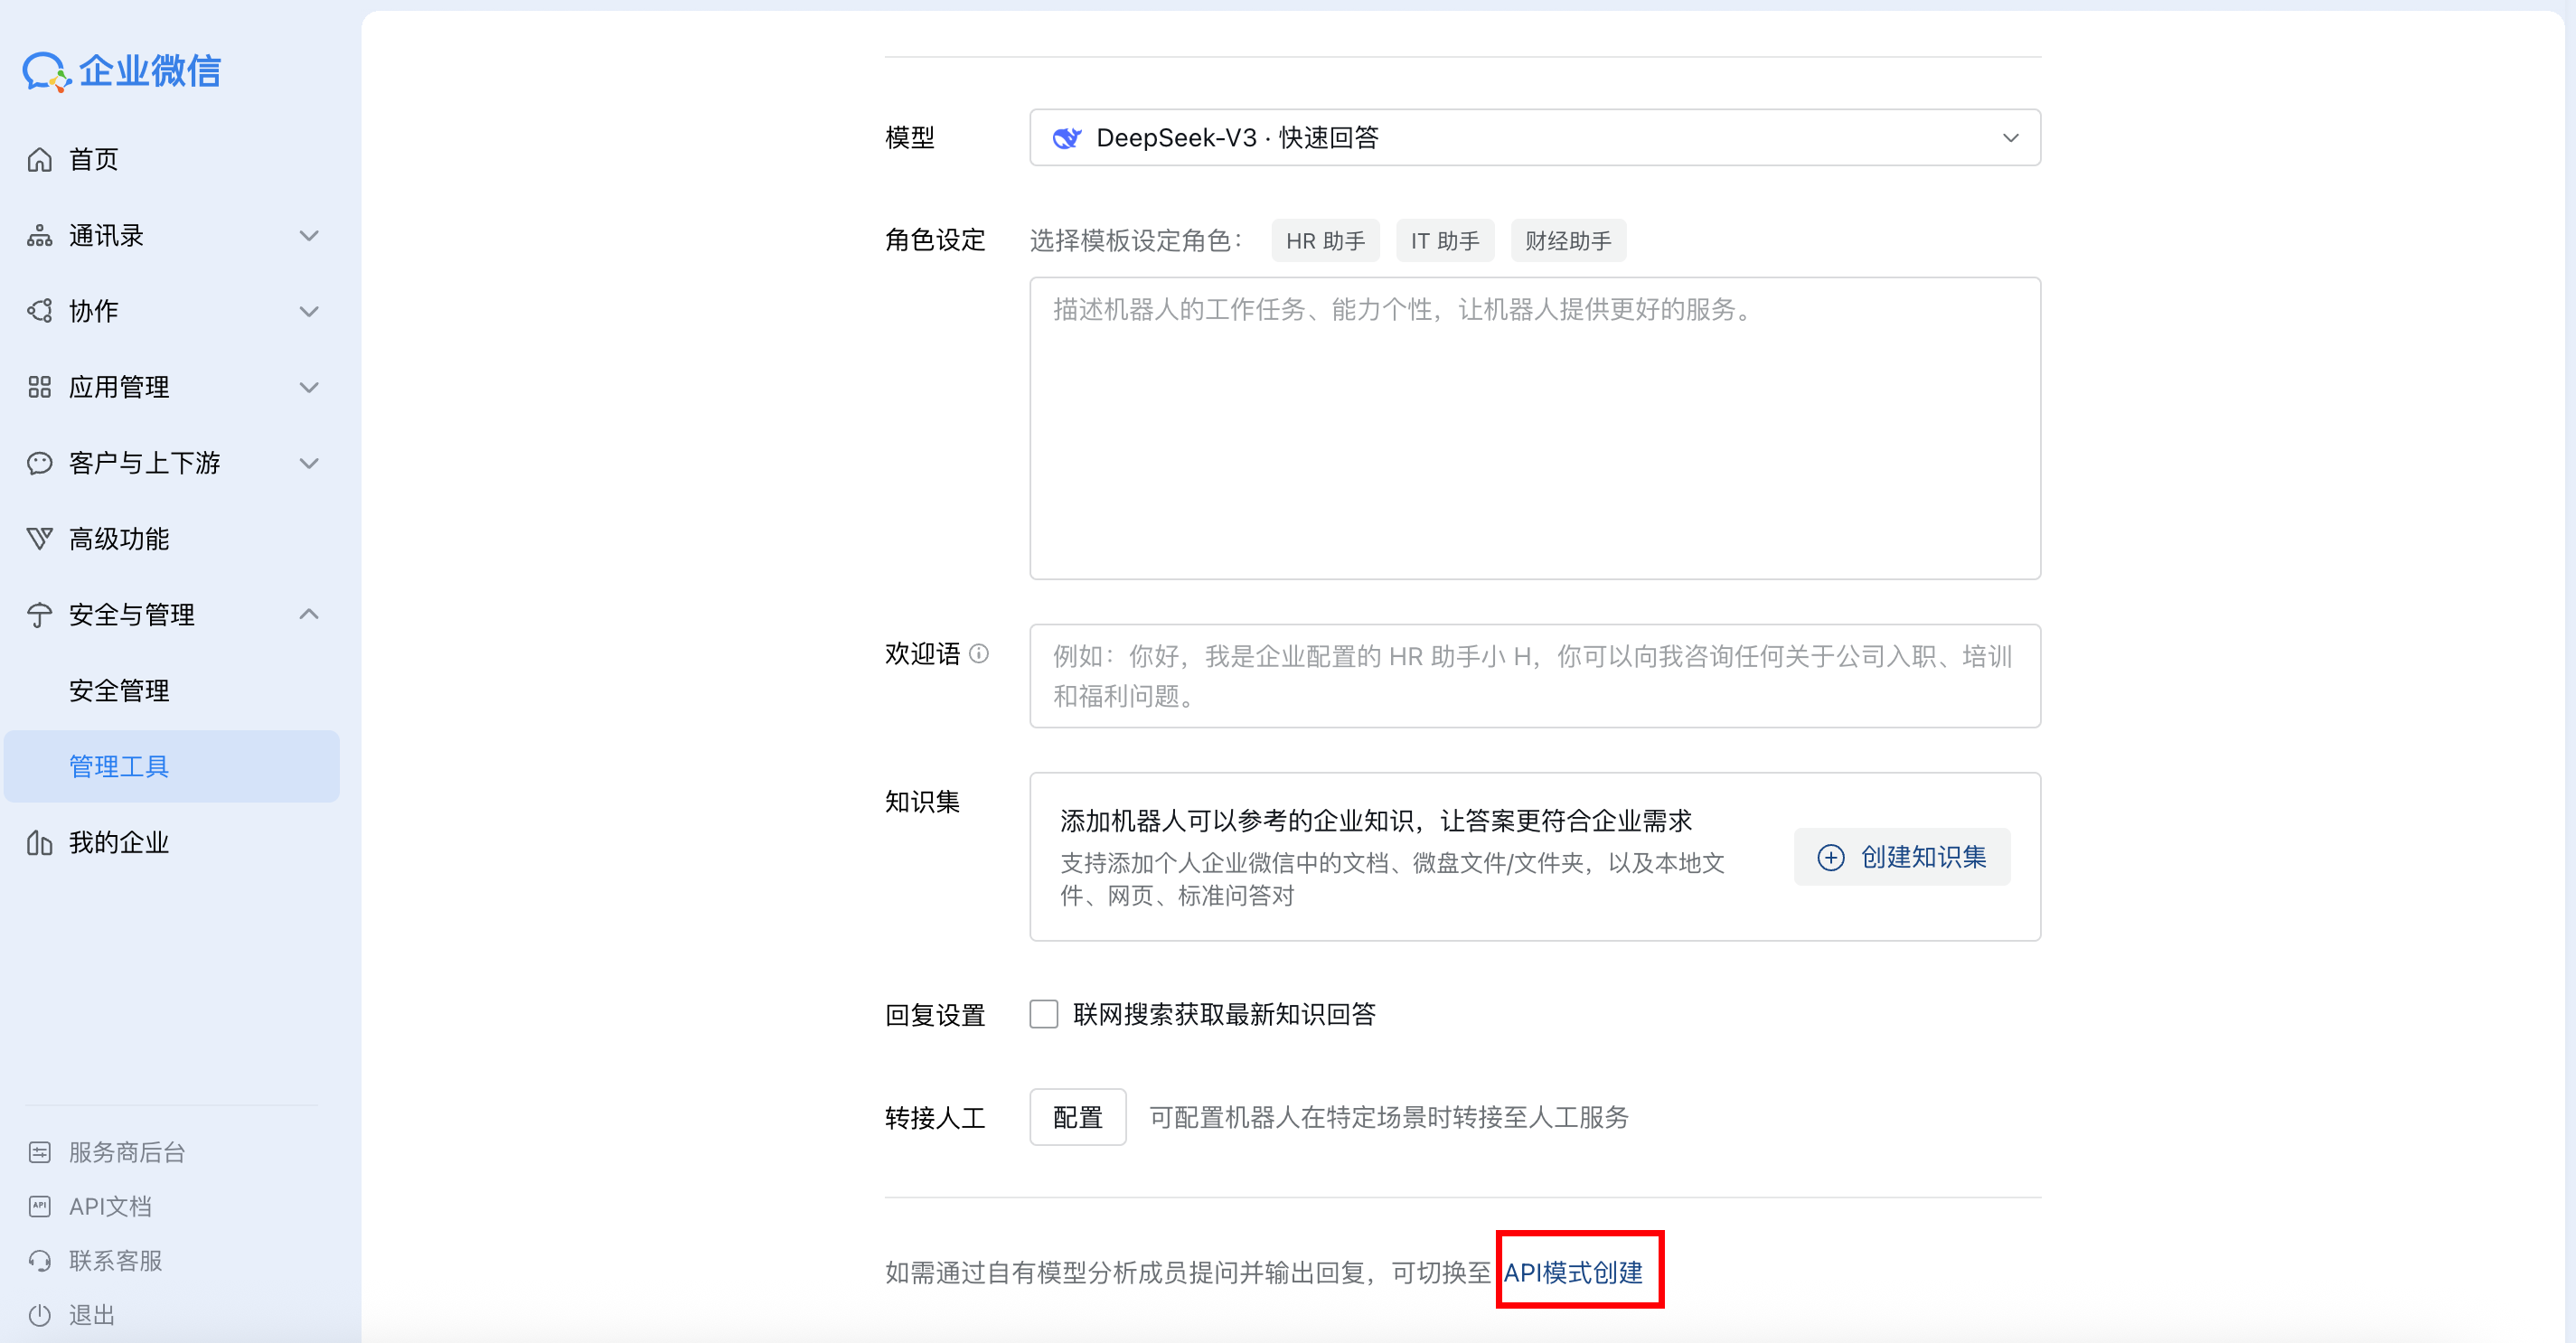 企业微信
首页
通讯录
协作
应用管理
客户与上下游
高级功能
安全与管理
安全管理
管理工具
我的企业
服务商后台
API文档
联系客服
退出
模型
DeepSeek-V3 · 快速回答
角色设定
选择模板设定角色：
HR 助手
IT 助手
财经助手
描述机器人的工作任务、能力个性，让机器人提供更好的服务。
欢迎语
例如：你好，我是企业配置的 HR 助手小 H，你可以向我咨询任何关于公司入职、培训
和福利问题。
知识集
添加机器人可以参考的企业知识，让答案更符合企业需求
支持添加个人企业微信中的文档、微盘文件/文件夹，以及本地文
件、网页、标准问答对
创建知识集
回复设置
联网搜索获取最新知识回答
转接人工
配置
可配置机器人在特定场景时转接至人工服务
如需通过自有模型分析成员提问并输出回复，可切换至 API模式创建